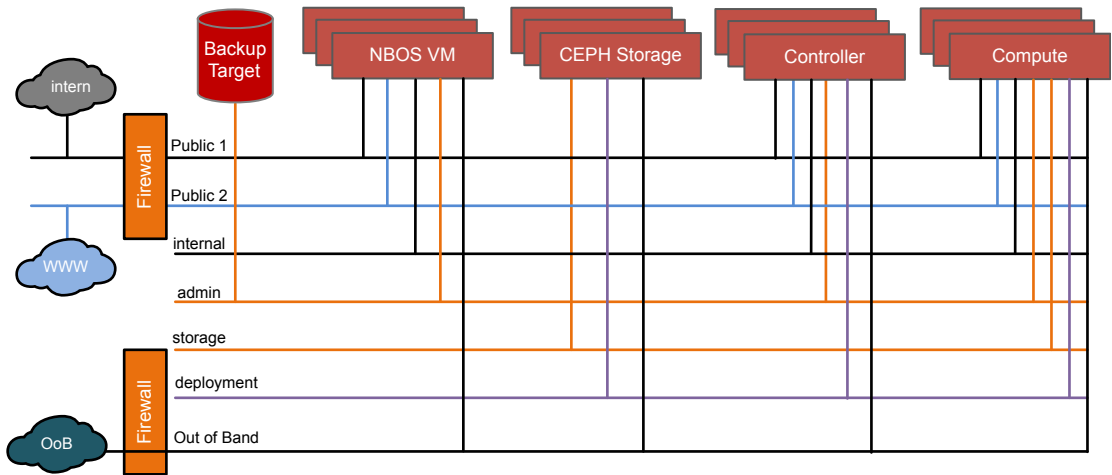 Backup
Target
NBOS VM
CEPH Storage
Controller
Compute
intern
Firewall
Public 1
Public 2
WWW
internal
admin
storage
Firewall
deployment
OoB
Out of Band